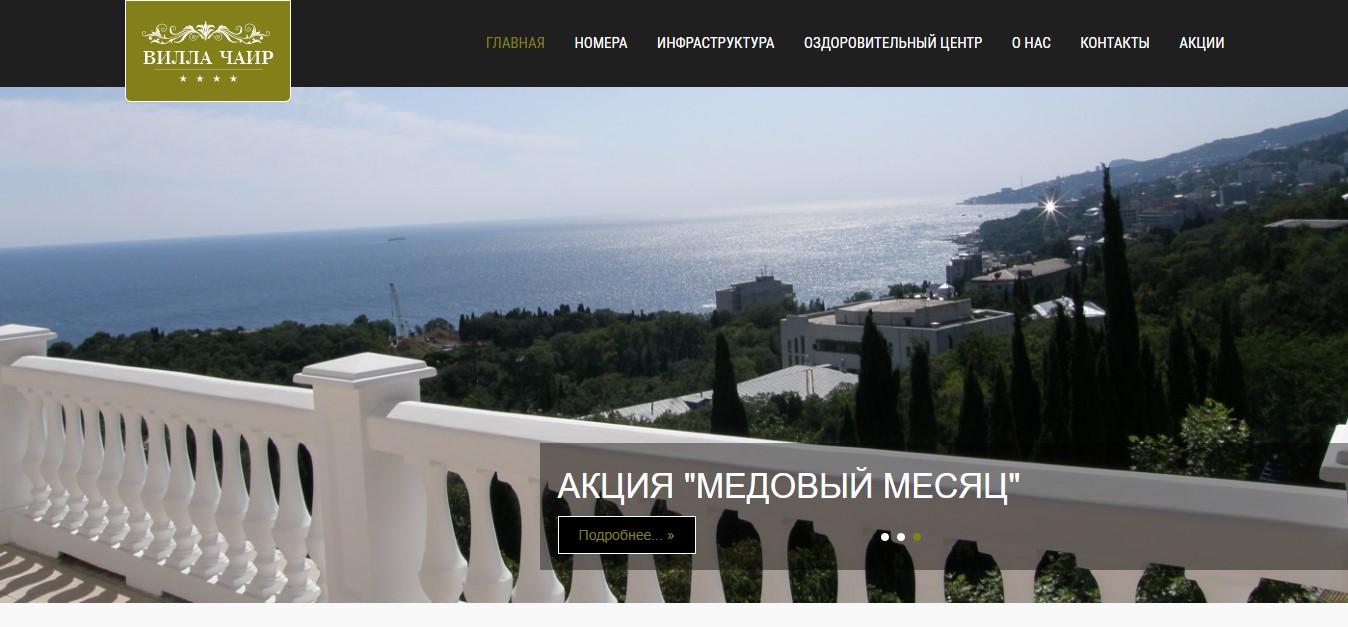 ВИЛЛА ЧАИР
ГЛАВНАЯ НОМЕРА ИНФРАСТРУКТУРА ОЗДОРОВИТЕЛЬНЫЙ ЦЕНТР О НАС КОНТАКТЫ АКЦИИ
АКЦИЯ "МЕДОВЫЙ МЕСЯЦ"
Подробнее... »